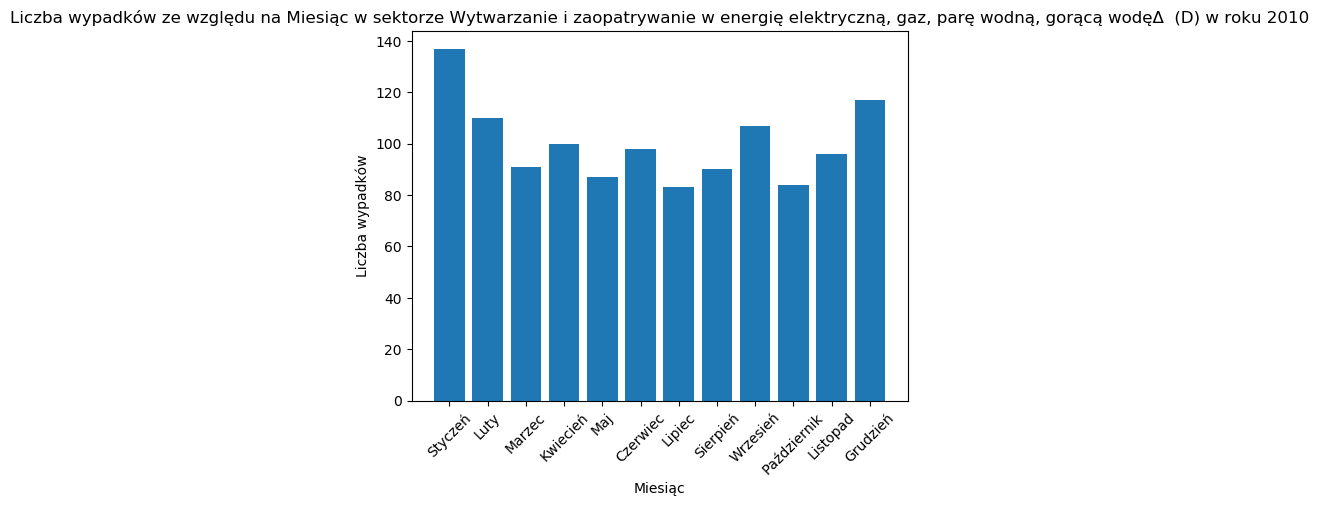 Liczba wypadków ze względu na Miesiąc w sektorze Wytwarzanie i zaopatrywanie w energię elektryczną, gaz, parę wodną, gorącą wodęΔ  (D) w roku 2010
140
120
100
80
60
40
20
0
Liczba wypadków
Styczeń
Luty
Marzec
Kwiecień
Maj
Czerwiec
Lipiec
Sierpień
Wrzesień
Październik
Listopad
Grudzień
Miesiąc